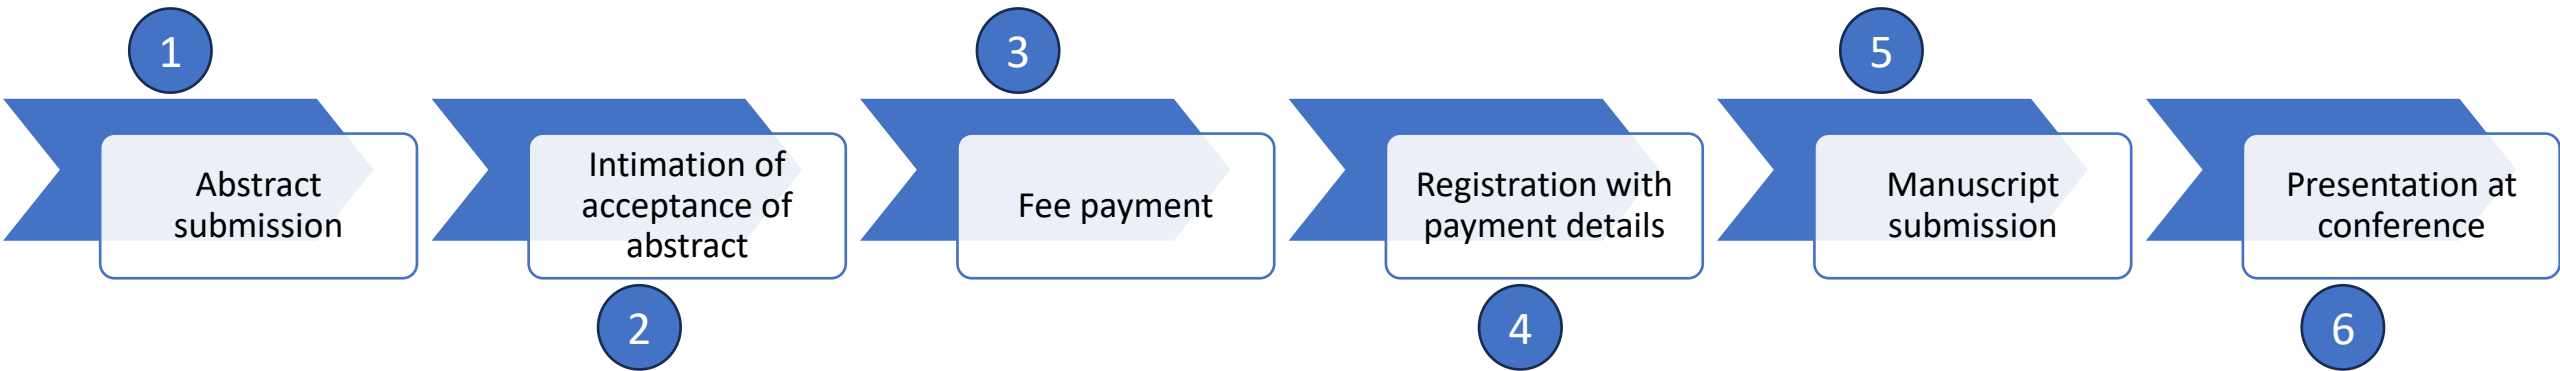 1
Abstract
submission
2
Intimation of
acceptance of
abstract
3
Fee payment
4
Registration with
payment details
5
Manuscript
submission
6
Presentation at
conference